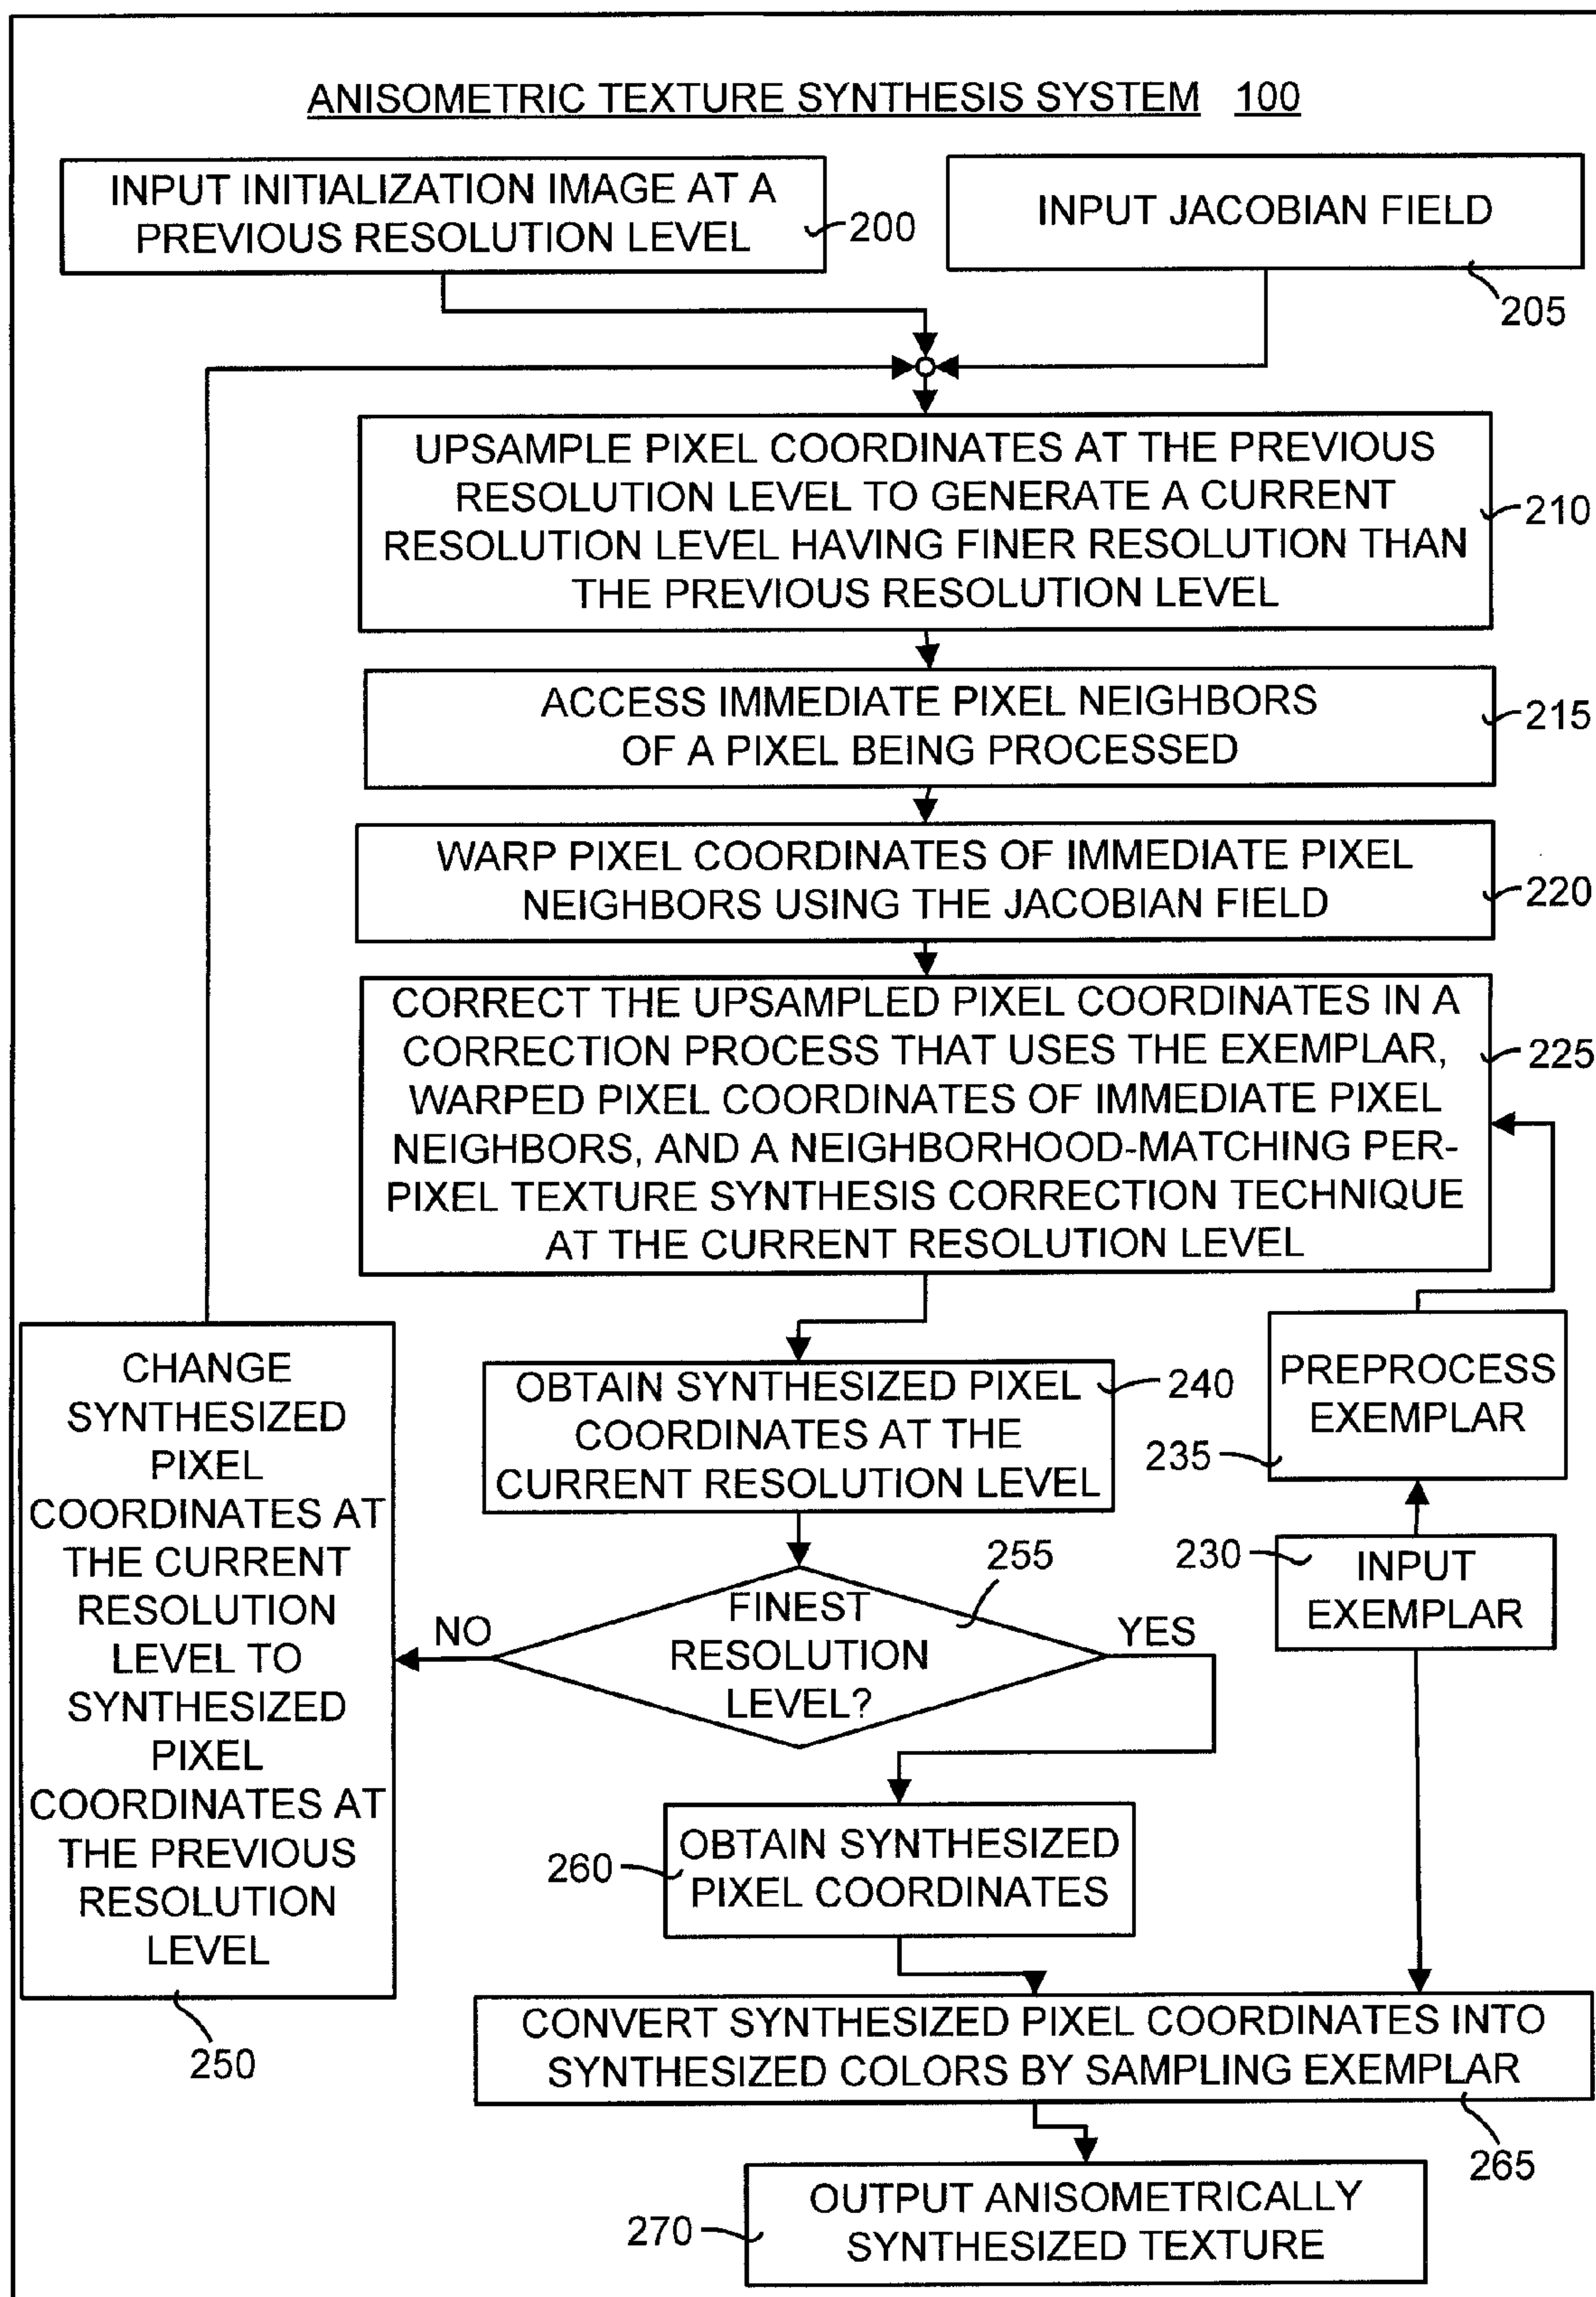 ANISOMETRIC TEXTURE SYNTHESIS SYSTEM 100
INPUT INITIALIZATION IMAGE AT A
PREVIOUS RESOLUTION LEVEL
200
INPUT JACOBIAN FIELD
205
UPSAMPLE PIXEL COORDINATES AT THE PREVIOUS
RESOLUTION LEVEL TO GENERATE A CURRENT
RESOLUTION LEVEL HAVING FINER RESOLUTION THAN
THE PREVIOUS RESOLUTION LEVEL
210
ACCESS IMMEDIATE PIXEL NEIGHBORS
OF A PIXEL BEING PROCESSED
215
WARP PIXEL COORDINATES OF IMMEDIATE PIXEL
NEIGHBORS USING THE JACOBIAN FIELD
220
CORRECT THE UPSAMPLED PIXEL COORDINATES IN A
CORRECTION PROCESS THAT USES THE EXEMPLAR,
WARPED PIXEL COORDINATES OF IMMEDIATE PIXEL
NEIGHBORS, AND A NEIGHBORHOOD-MATCHING PER-
PIXEL TEXTURE SYNTHESIS CORRECTION TECHNIQUE
AT THE CURRENT RESOLUTION LEVEL
225
CHANGE
SYNTHESIZED
PIXEL
COORDINATES AT
THE CURRENT
RESOLUTION
LEVEL TO
SYNTHESIZED
PIXEL
COORDINATES AT
THE PREVIOUS
RESOLUTION
LEVEL
250
OBTAIN SYNTHESIZED PIXEL
COORDINATES AT THE
CURRENT RESOLUTION LEVEL
240
PREPROCESS
EXEMPLAR
235
230
INPUT
EXEMPLAR
255
FINEST
RESOLUTION
LEVEL?
NO
YES
260
OBTAIN SYNTHESIZED
PIXEL COORDINATES
CONVERT SYNTHESIZED PIXEL COORDINATES INTO
SYNTHESIZED COLORS BY SAMPLING EXEMPLAR
265
270
OUTPUT ANISOMETRICALLY
SYNTHESIZED TEXTURE